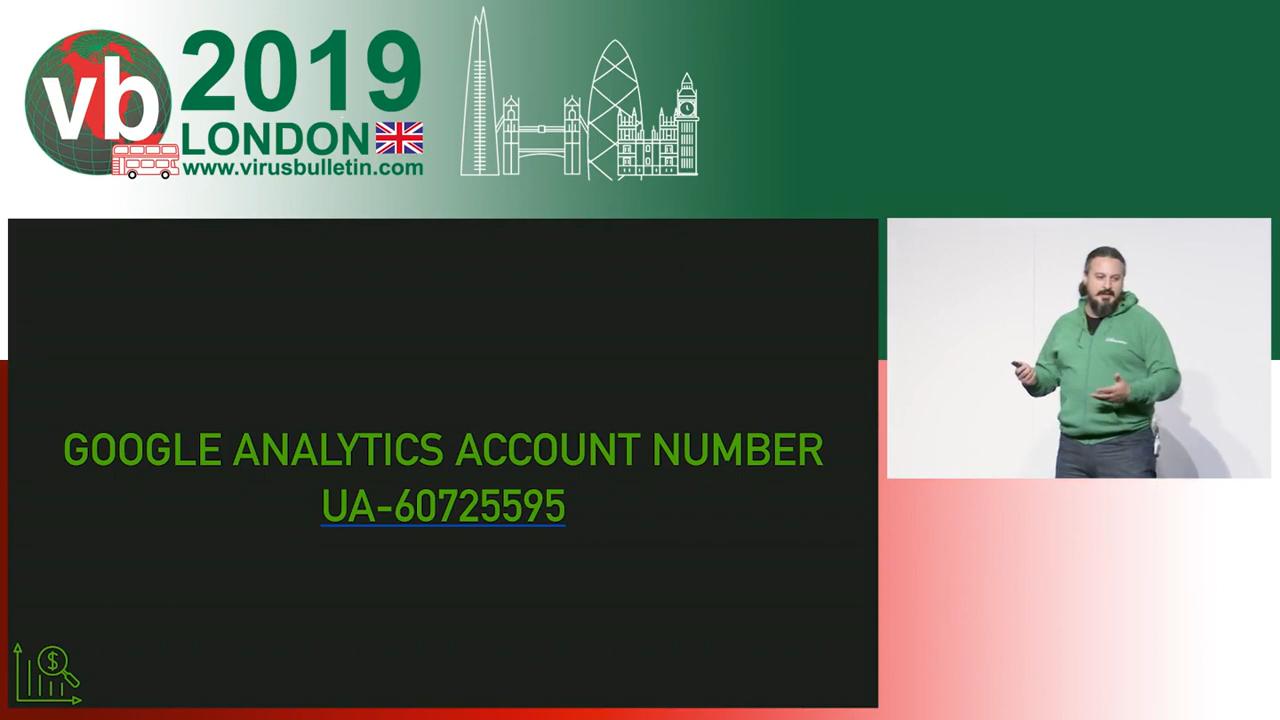 vb
2019
LONDON
www.virusbulletin.com
GOOGLE ANALYTICS ACCOUNT NUMBER
UA-60725595
$